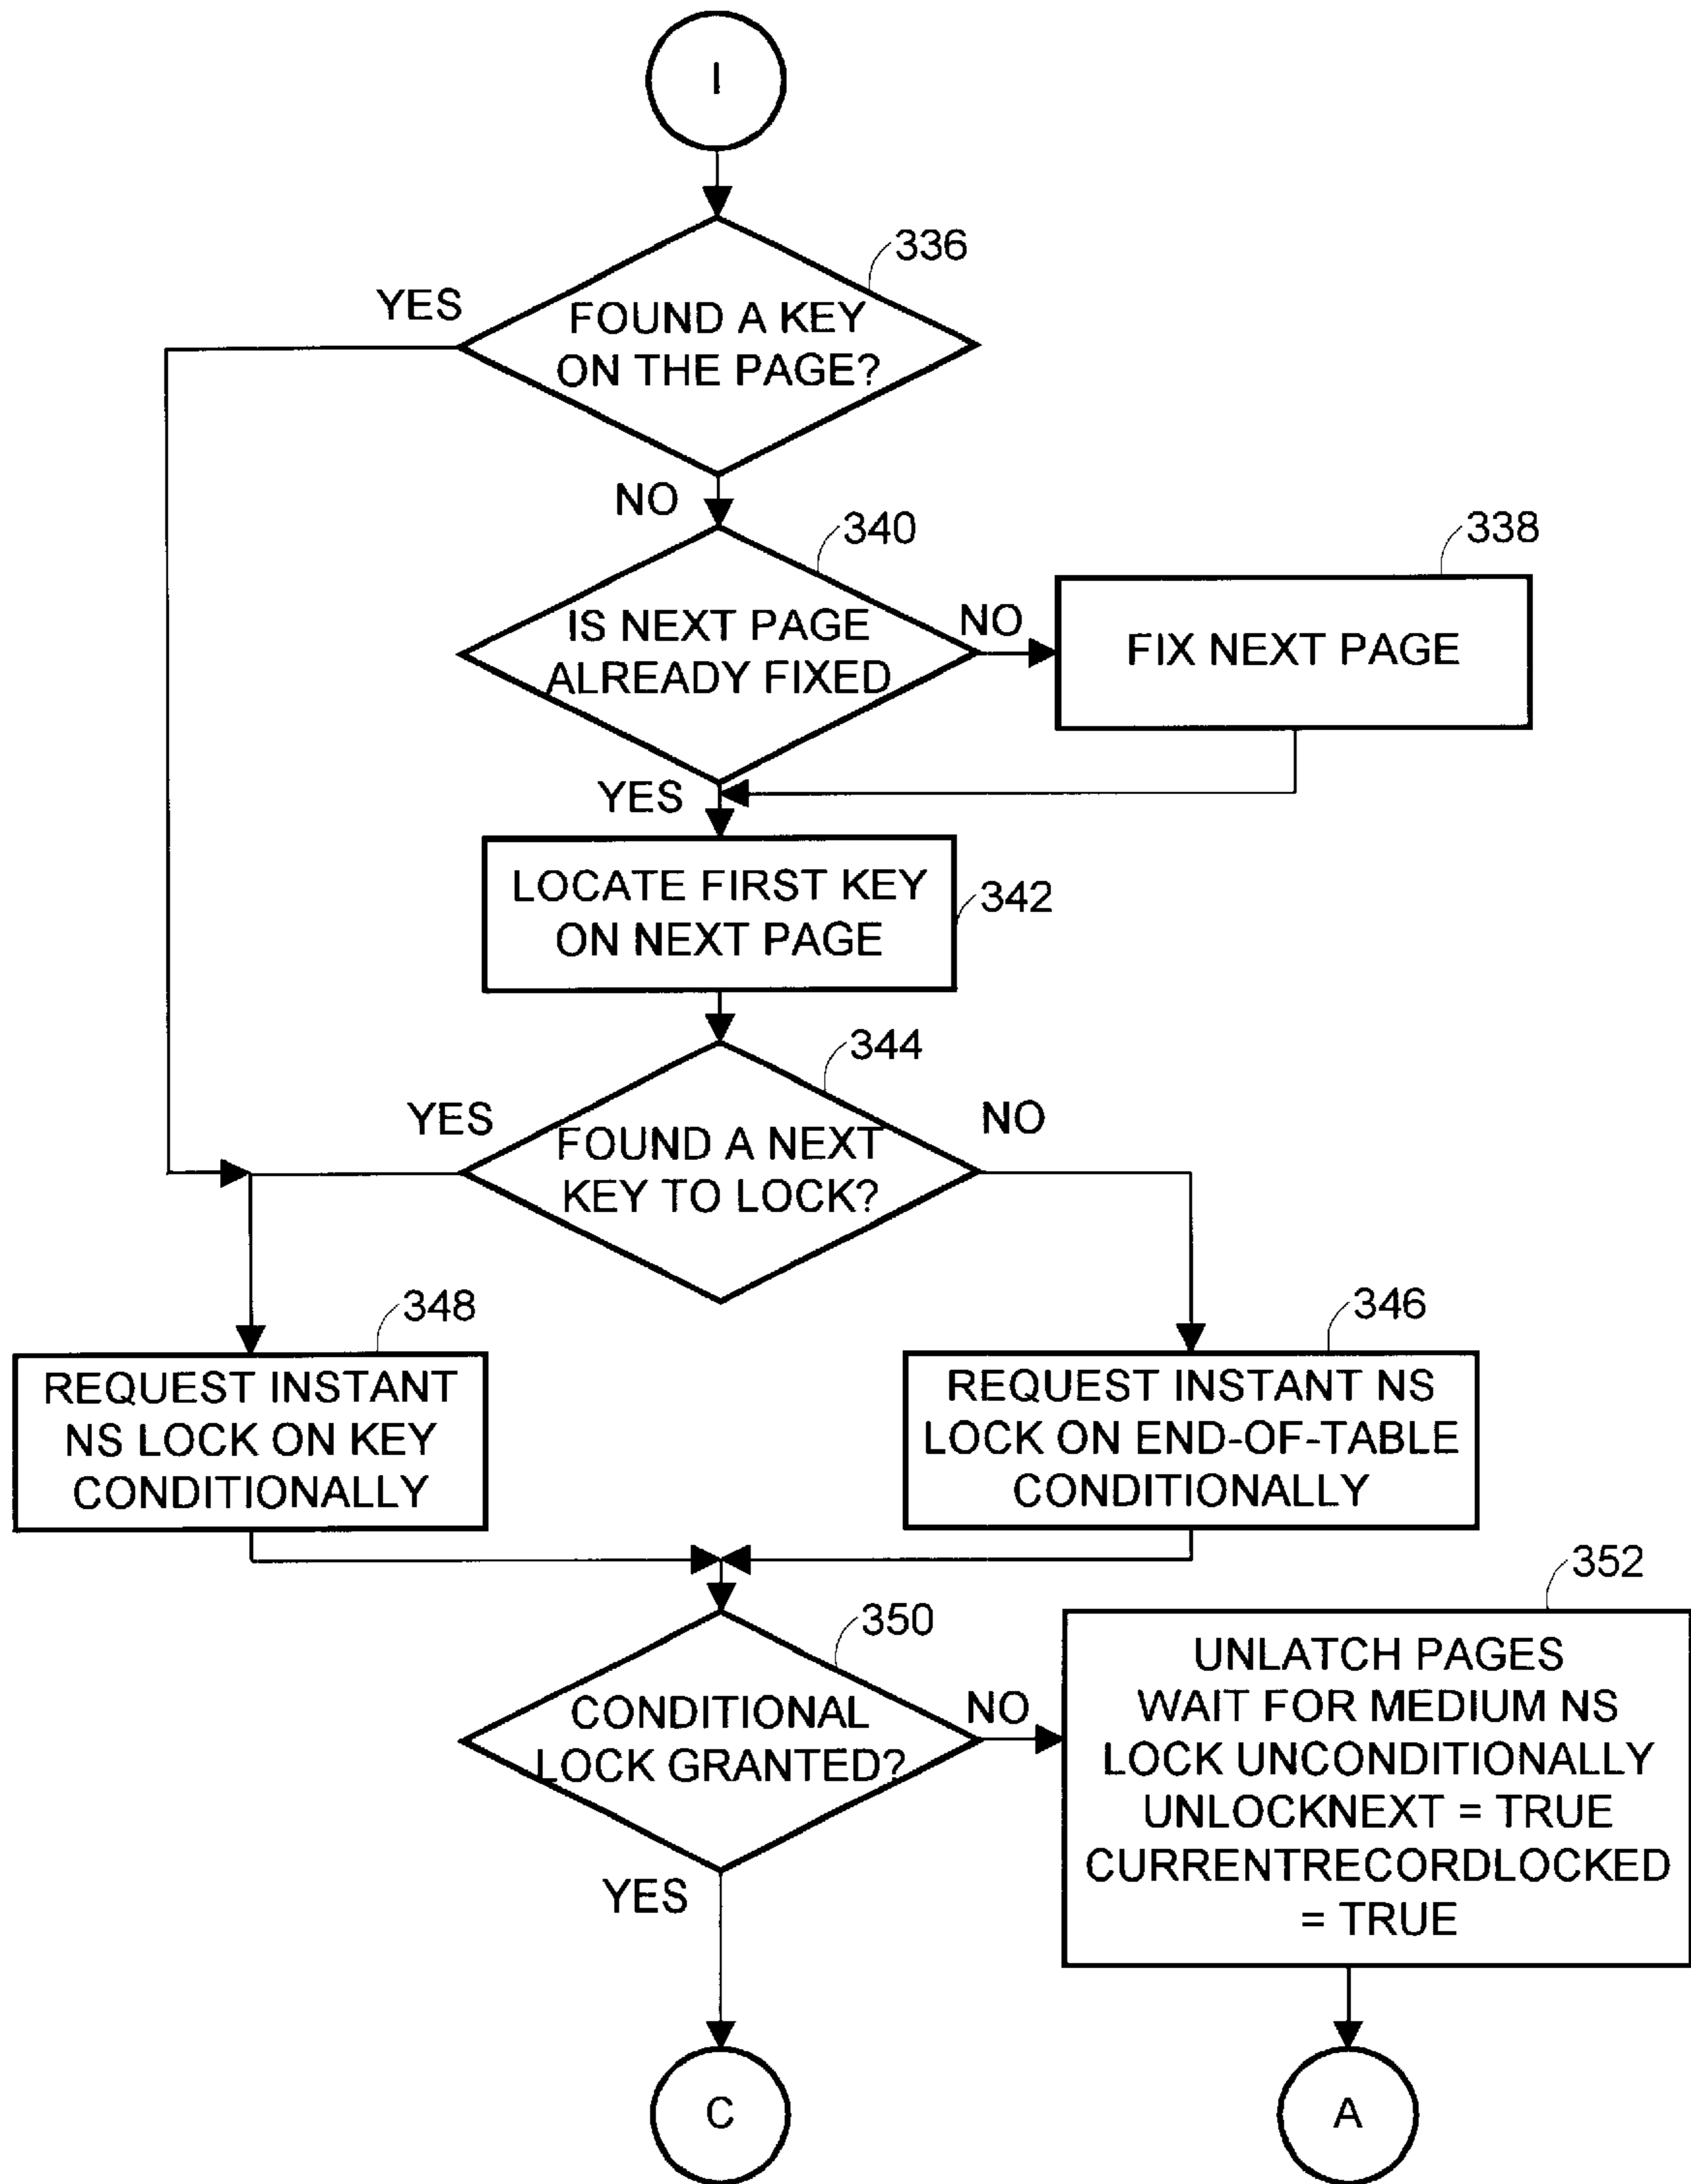 I
336
YES
FOUND A KEY
ON THE PAGE?
NO
340
338
IS NEXT PAGE
ALREADY FIXED
NO
FIX NEXT PAGE
YES
LOCATE FIRST KEY
ON NEXT PAGE
342
344
YES
NO
FOUND A NEXT
KEY TO LOCK?
348
346
REQUEST INSTANT
NS LOCK ON KEY
CONDITIONALLY
REQUEST INSTANT NS
LOCK ON END-OF-TABLE
CONDITIONALLY
352
350
CONDITIONAL
LOCK GRANTED?
NO
UNLATCH PAGES
WAIT FOR MEDIUM NS
LOCK UNCONDITIONALLY
UNLOCKNEXT = TRUE
CURRENTRECORDLOCKED
= TRUE
YES
C
A